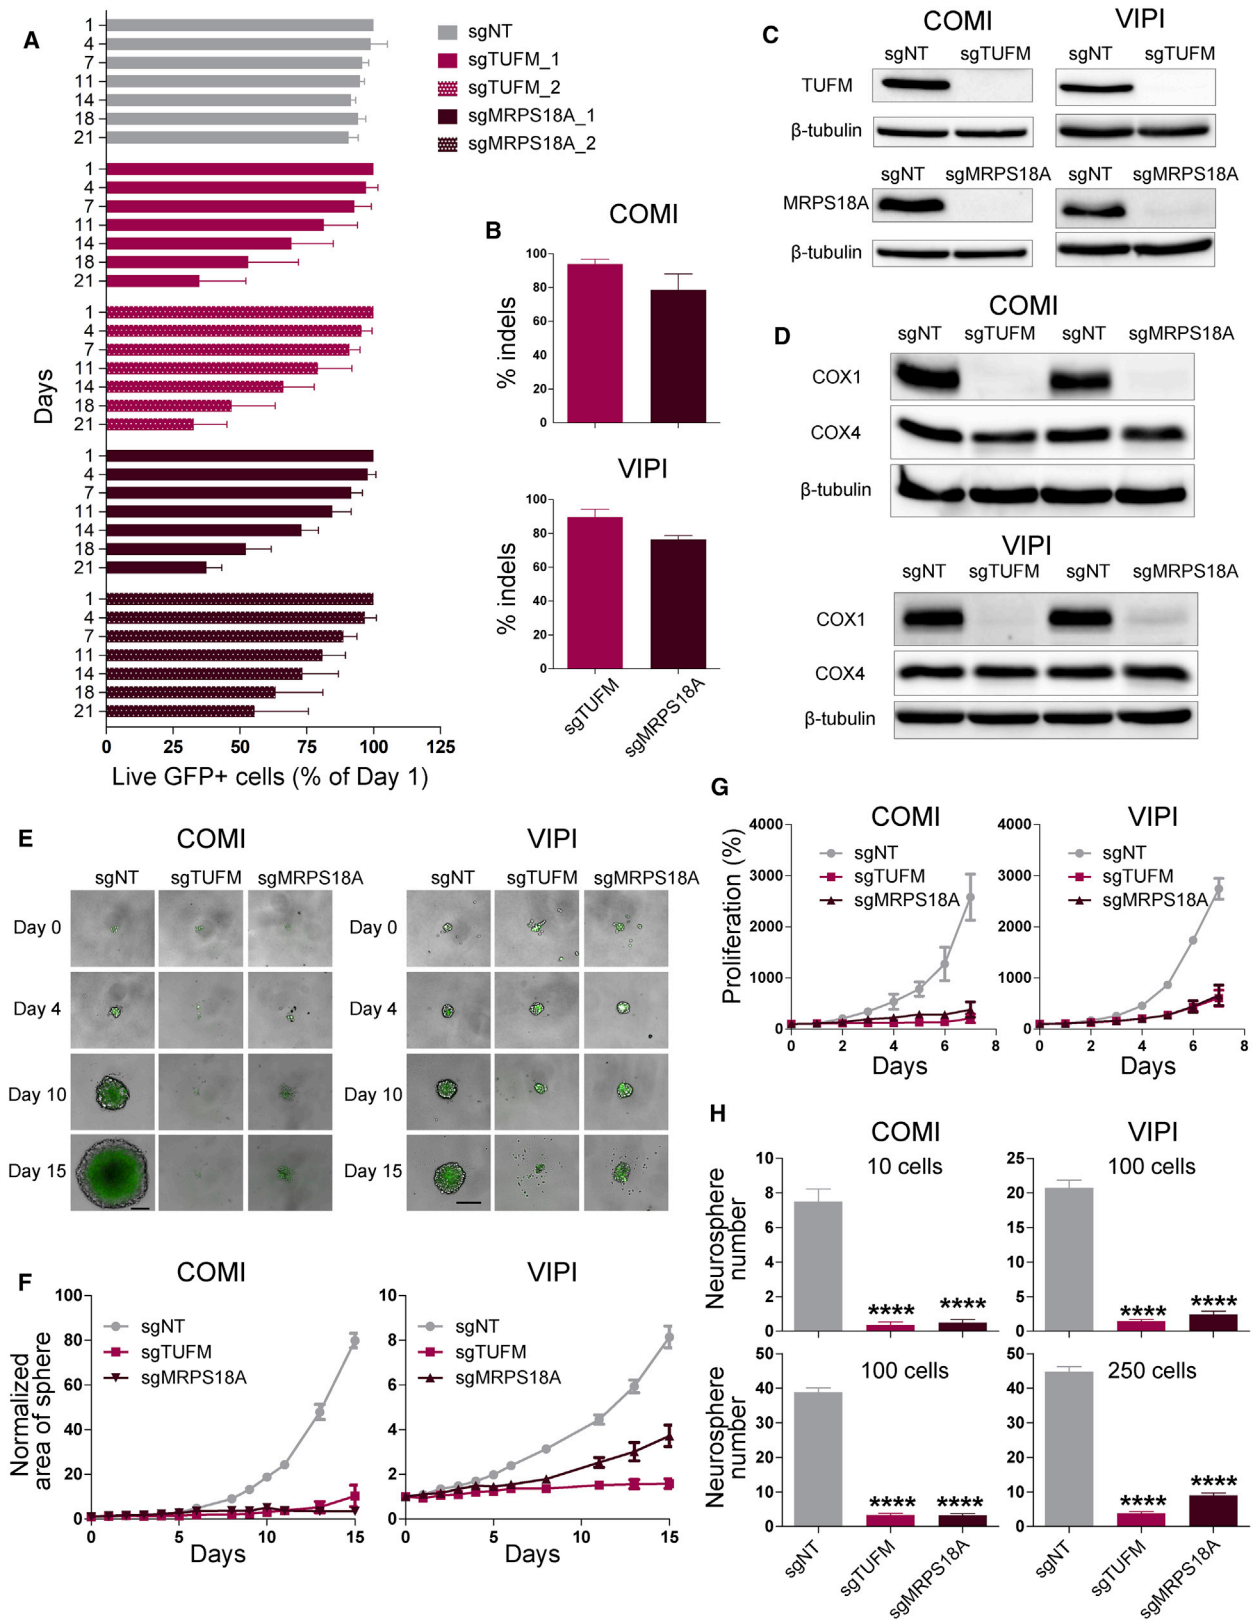 A
1
4
7
11
14
18
21
1
4
7
11
14
18
21
1
4
7
11
14
18
21
1
4
7
11
14
18
21
1
4
7
11
14
18
21
Days
0 25 50 75 100 125
Live GFP+ cells (% of Day 1)
sgNT
sgTUFM_1
sgTUFM_2
sgMRPS18A_1
sgMRPS18A_2
B
COMI
% indels
100
80
60
40
20
0
VIPI
% indels
100
80
60
40
20
0
sgTUFM
sgMRPS18A
C
COMI VIPI
sgNT sgTUFM sgNT sgTUFM
TUFM
β-tubulin
sgNT sgMRPS18A sgNT sgMRPS18A
MRPS18A
β-tubulin
D
COMI
sgNT sgTUFM sgNT sgMRPS18A
COX1
COX4
β-tubulin
VIPI
sgNT sgTUFM sgNT sgMRPS18A
COX1
COX4
β-tubulin
E
COMI VIPI
sgNT sgTUFM sgMRPS18A sgNT sgTUFM sgMRPS18A
Day 0 Day 0
Day 4 Day 4
Day 10 Day 10
Day 15 Day 15
F
COMI
Normalized
area of sphere
100
80
60
40
20
0
sgNT
sgTUFM
sgMRPS18A
0 5 10 15
Days
VIPI
10
8
6
4
2
0
sgNT
sgTUFM
sgMRPS18A
0 5 10 15
Days
G
COMI
Proliferation (%)
4000
3000
2000
1000
0
sgNT
sgTUFM
sgMRPS18A
0 2 4 6 8
Days
VIPI
4000
3000
2000
1000
0
sgNT
sgTUFM
sgMRPS18A
0 2 4 6 8
Days
H
COMI
10 cells
Neurosphere
number
10
8
6
4
2
0
**** ****
VIPI
100 cells
Neurosphere
number
25
20
15
10
5
0
**** ****
100 cells
Neurosphere
number
50
40
30
20
10
0
**** ****
sgNT
sgTUFM
sgMRPS18A
250 cells
Neurosphere
number
50
40
30
20
10
0
**** ****
sgNT
sgTUFM
sgMRPS18A